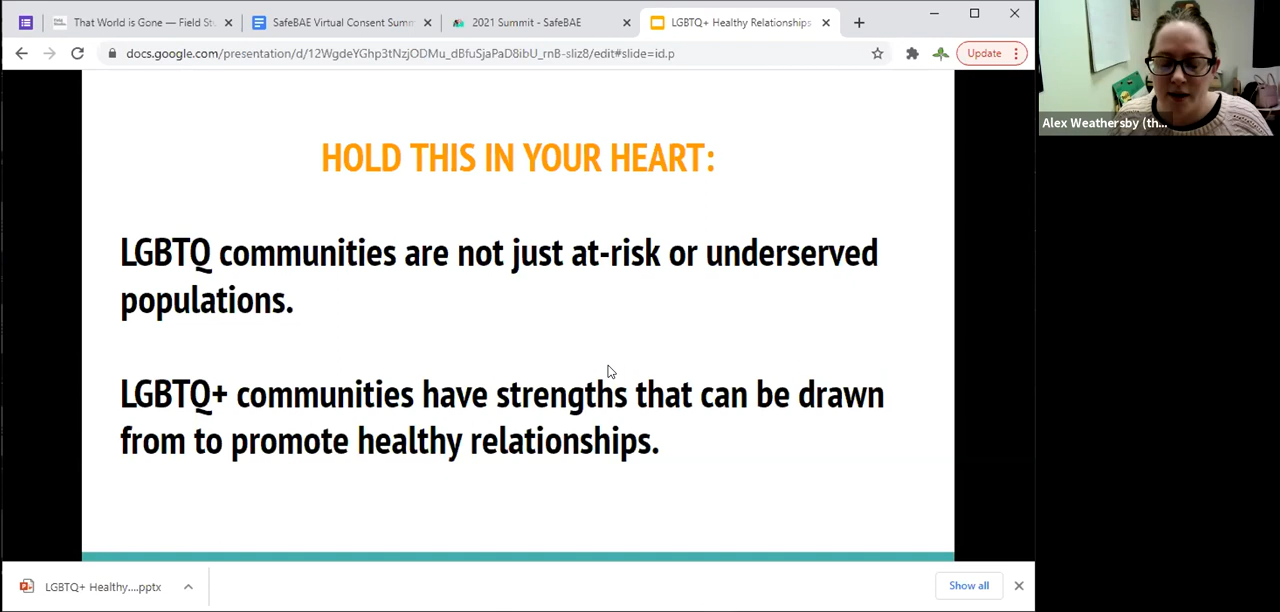 That World is Gone — Field St
SafeBAE Virtual Consent Summ
2021 Summit - SafeBAE
LGBTQ+ Healthy Relationships
docs.google.com/presentation/d/12WgdeYGhp3tNzjODMu_dBfuSjaPaD8ibU_rnB-sliz8/edit#slide=id.p
Update
Alex Weathersby (th...
HOLD THIS IN YOUR HEART:
LGBTQ communities are not just at-risk or underserved
populations.
LGBTQ+ communities have strengths that can be drawn
from to promote healthy relationships.
LGBTQ+ Healthy....pptx
Show all